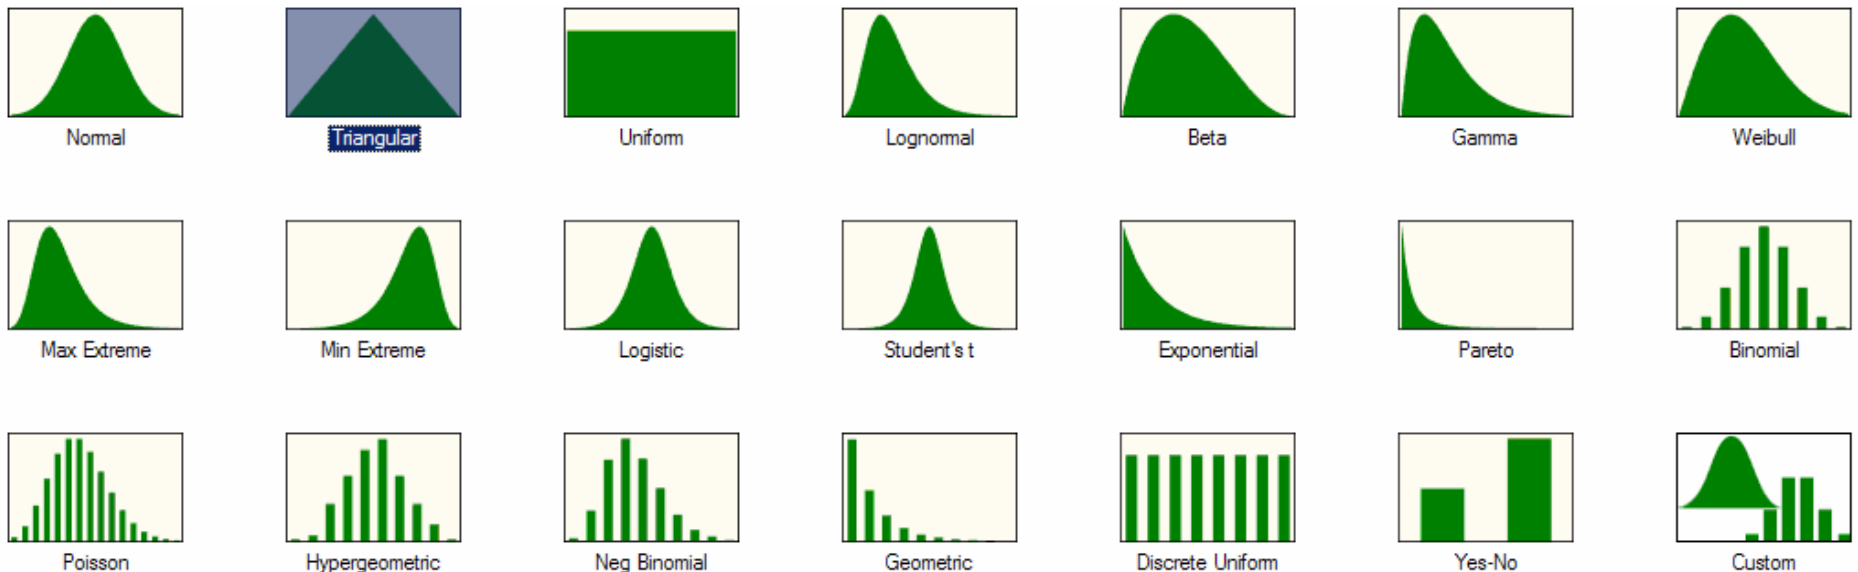 Normal
Triangular
Uniform
Lognormal
Beta
Gamma
Weibull
Max Extreme
Min Extreme
Logistic
Student's t
Exponential
Pareto
Binomial
Poisson
Hypergeometric
Neg Binomial
Geometric
Discrete Uniform
Yes-No
Custom